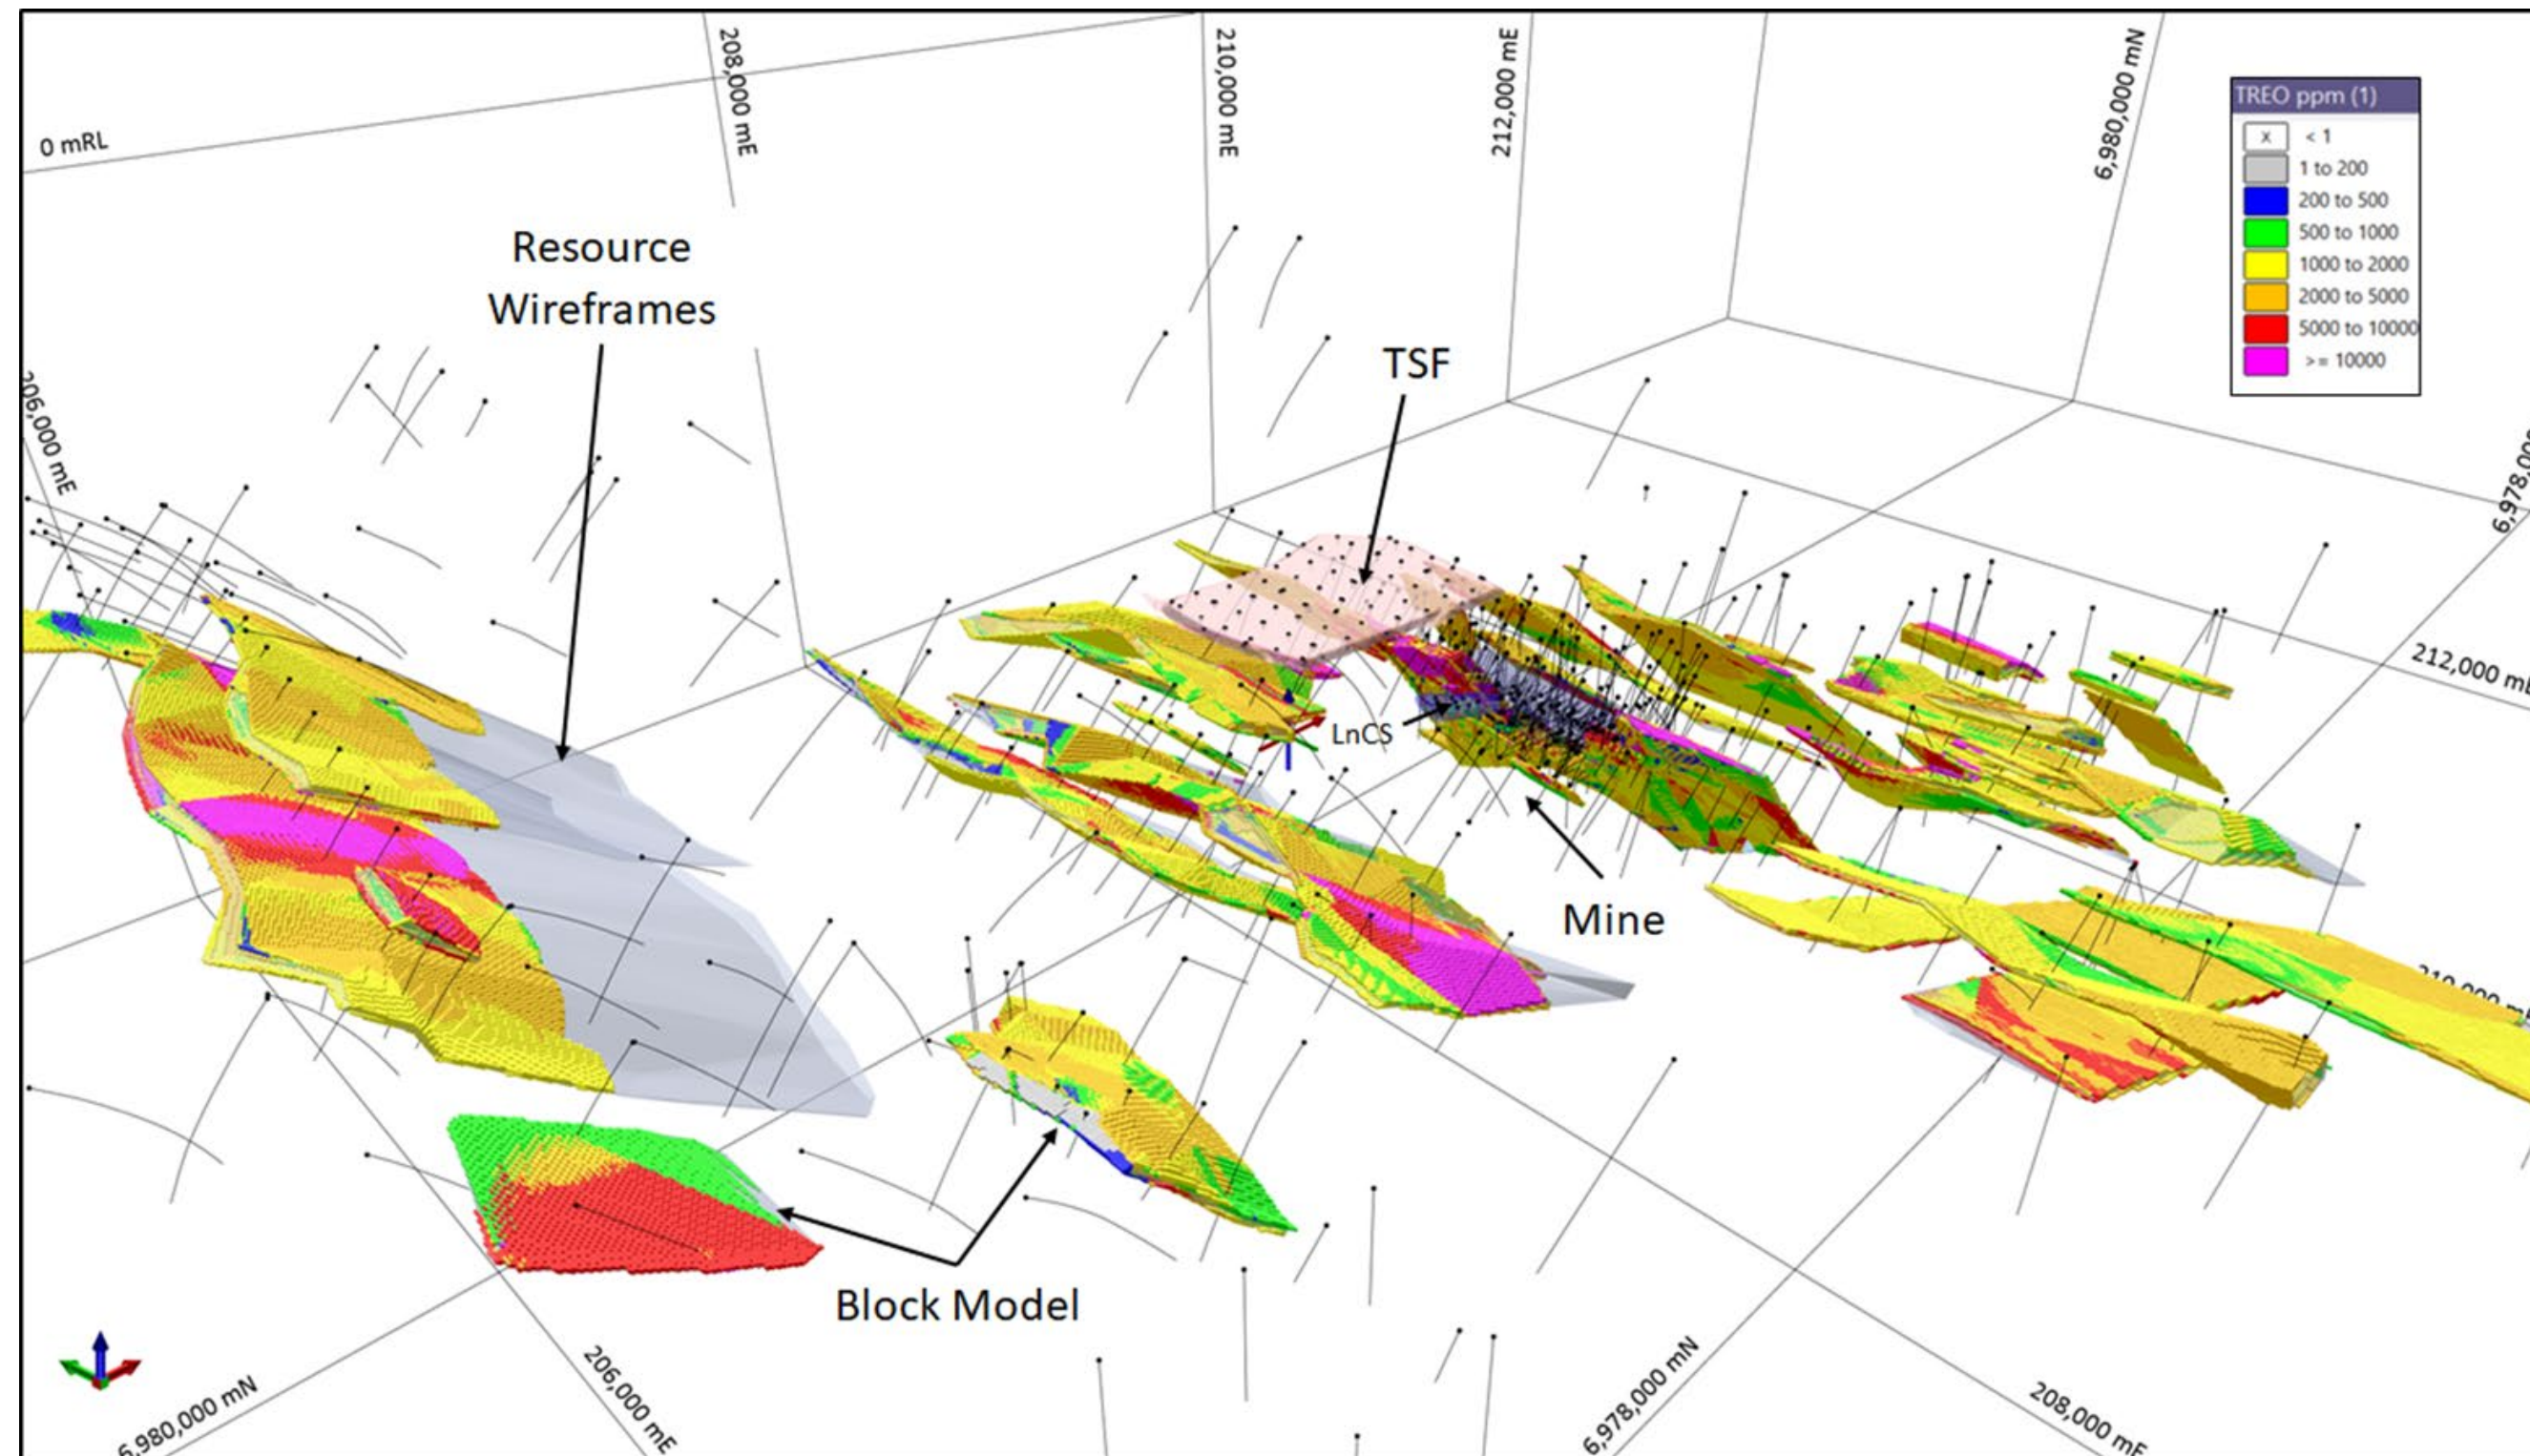 208,000 mE
210,000 mE
212,000 mE
6,980,000 mN
0 mRL
TREO ppm (1)
x < 1
1 to 200
200 to 500
500 to 1000
1000 to 2000
2000 to 5000
5000 to 10000
>= 10000
Resource
Wireframes
TSF
206,000 mE
6,978,000
212,000 mE
LnCS
Mine
Block Model
6,980,000 mN
206,000 mE
6,978,000 mN
208,000 mE